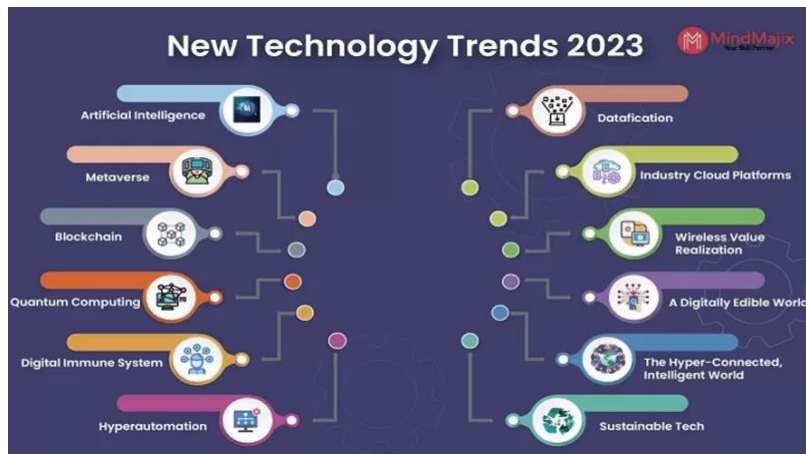 New Technology Trends 2023
MindMajix
Your Skill Partner
Artificial Intelligence
Metaverse
Blockchain
Quantum Computing
Digital Immune System
Hyperautomation
Datafication
Industry Cloud Platforms
Wireless Value
Realization
A Digitally Edible World
The Hyper-Connected,
Intelligent World
Sustainable Tech